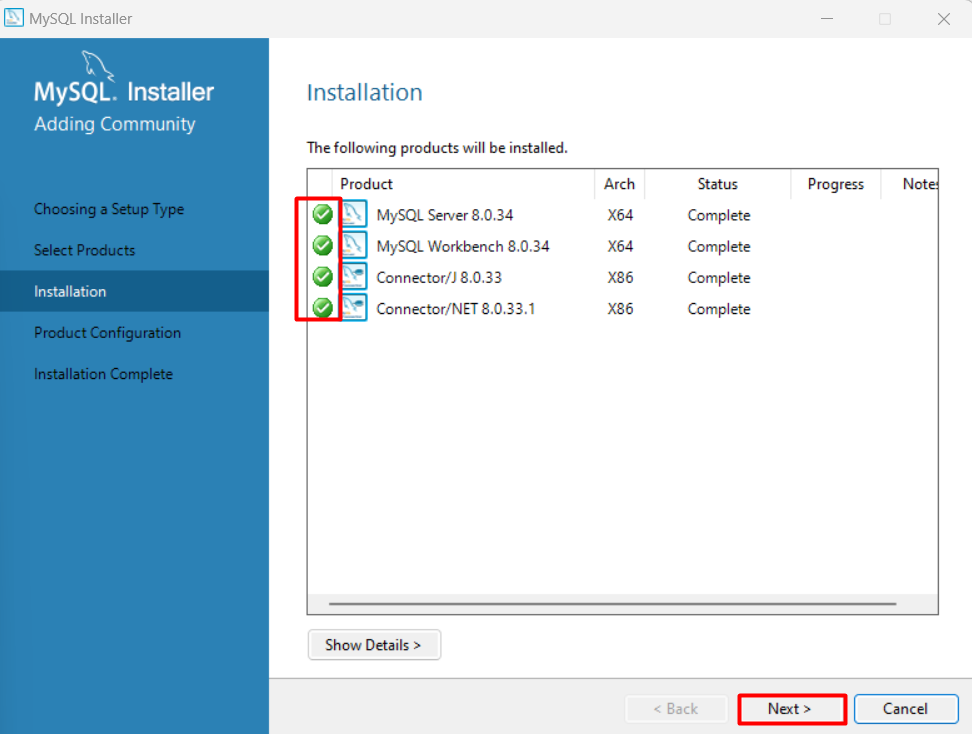 MySQL Installer
MySQL. Installer
Adding Community
Choosing a Setup Type
Select Products
Installation
Product Configuration
Installation Complete
Installation
The following products will be installed.
Product Arch Status Progress Notes
MySQL Server 8.0.34 X64 Complete
MySQL Workbench 8.0.34 X64 Complete
Connector/J 8.0.33 X86 Complete
Connector/NET 8.0.33.1 X86 Complete
Show Details >
< Back Next > Cancel